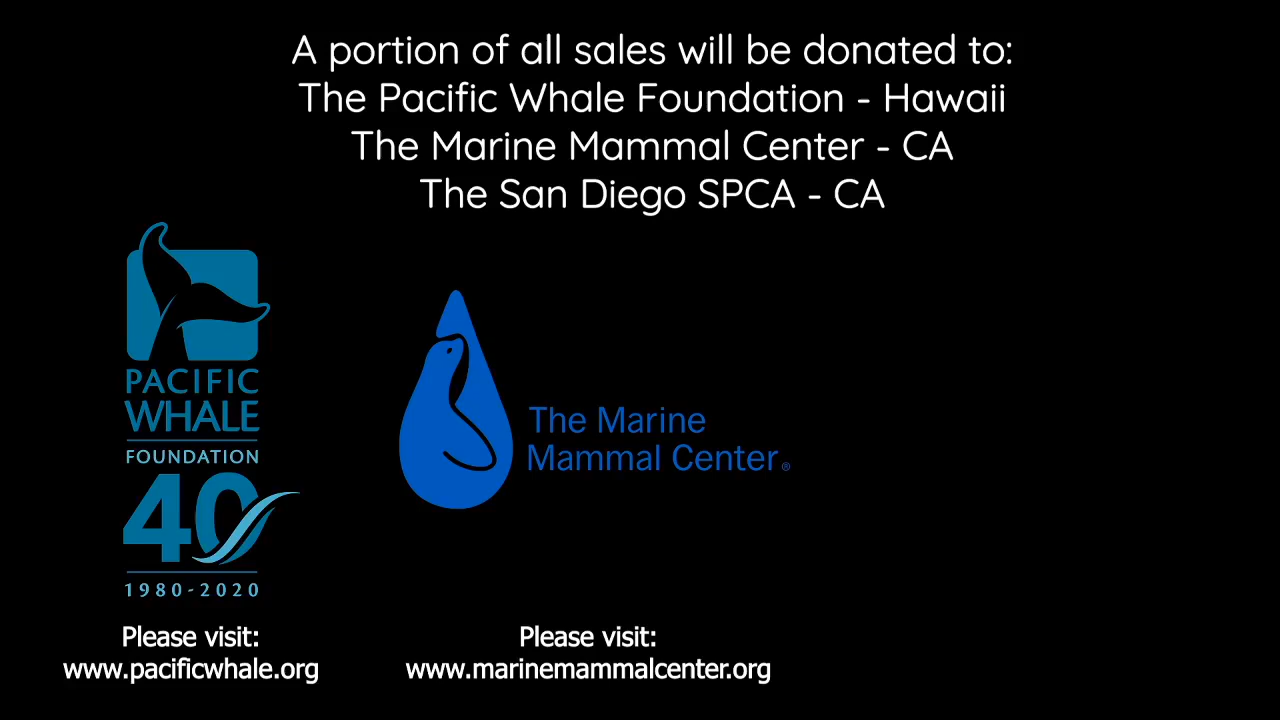 A portion of all sales will be donated to:
The Pacific Whale Foundation - Hawaii
The Marine Mammal Center - CA
The San Diego SPCA - CA
PACIFIC
WHALE
FOUNDATION
40
1980-2020
The Marine
Mammal Center®
Please visit:
www.pacificwhale.org
Please visit:
www.marinemammalcenter.org